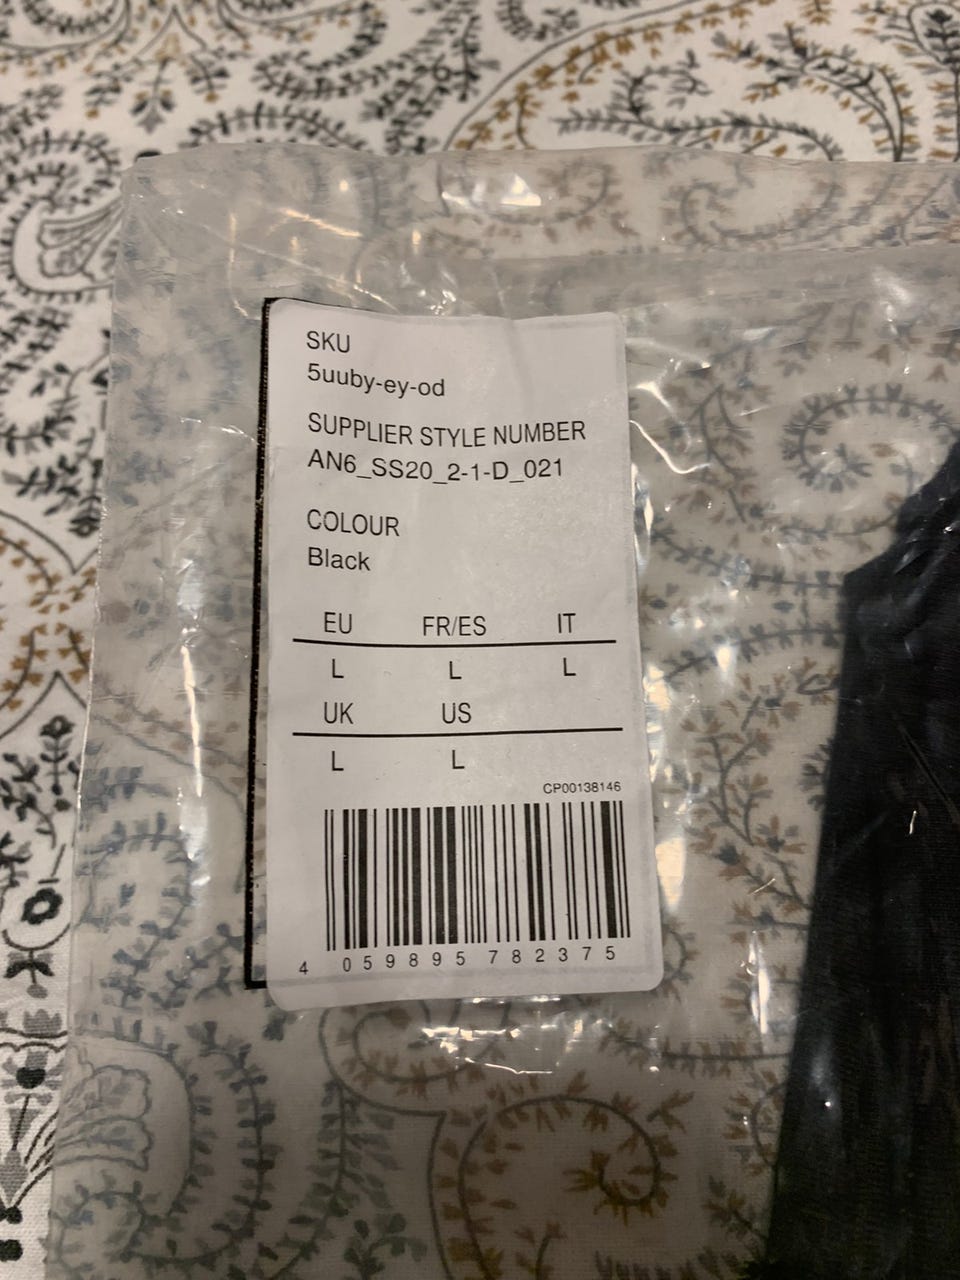 SKU
5uuby-ey-od
SUPPLIER STYLE NUMBER
AN6_SS20_2-1-D_021
COLOUR
Black
EU FR/ES IT
L L L
UK US
L L
CP00138146
4 059895 782375